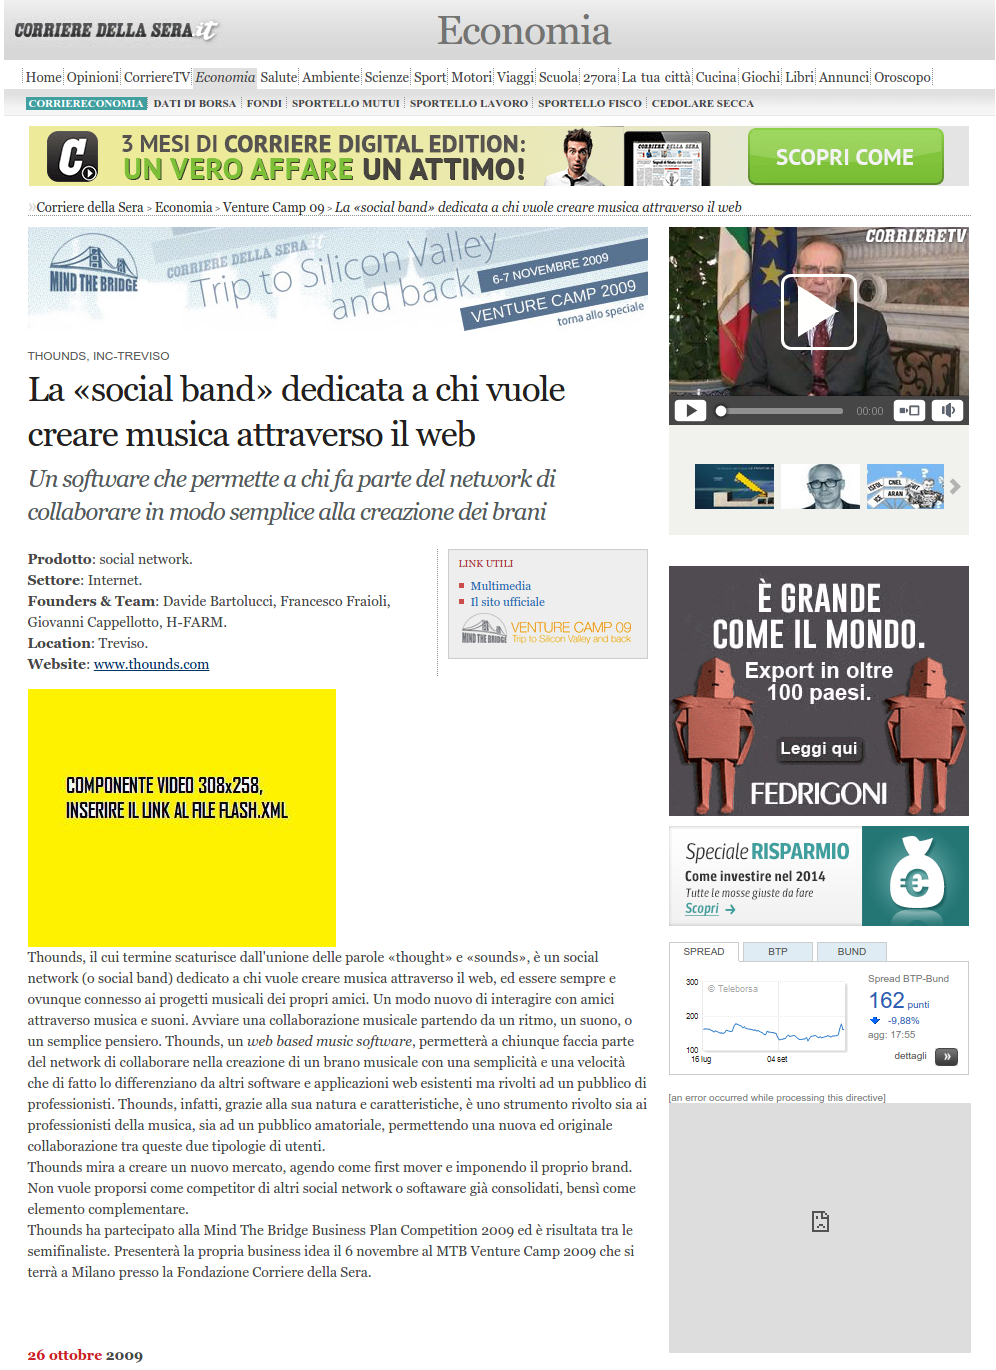 CORRIERE DELLA SERA it
Economia
Home Opinioni CorriereTV Economia Salute Ambiente Scienze Sport Motori Viaggi Scuola 27ora La tua città Cucina Giochi Libri Annunci Oroscopo
CORRIERECONOMIA DATI DI BORSA FONDI SPORTELLO MUTUI SPORTELLO LAVORO SPORTELLO FISCO CEDOLARE SECCA
3 MESI DI CORRIERE DIGITAL EDITION:
UN VERO AFFARE IN UN ATTIMO!
SCOPRI COME
»Corriere della Sera > Economia > Venture Camp 09 > La «social band» dedicata a chi vuole creare musica attraverso il web
MIND THE BRIDGE
CORRIERE DELLA SERA it
Trip to Silicon Valley
and back
6-7 NOVEMBRE 2009
VENTURE CAMP 2009
torna allo speciale
THOUNDS, INC-TREVISO
La «social band» dedicata a chi vuole
creare musica attraverso il web
Un software che permette a chi fa parte del network di
collaborare in modo semplice alla creazione dei brani
Prodotto: social network.
Settore: Internet.
Founders & Team: Davide Bartolucci, Francesco Fraioli,
Giovanni Cappellotto, H-FARM.
Location: Treviso.
Website: www.thounds.com
LINK UTILI
Multimedia
Il sito ufficiale
MIND THE BRIDGE
VENTURE CAMP 09
Trip to Silicon Valley and back
COMPONENTE VIDEO 308x258,
INSERIRE IL LINK AL FILE FLASH.XML
Thounds, il cui termine scaturisce dall'unione delle parole «thought» e «sounds», è un social
network (o social band) dedicato a chi vuole creare musica attraverso il web, ed essere sempre e
ovunque connesso ai progetti musicali dei propri amici. Un modo nuovo di interagire con amici
attraverso musica e suoni. Avviare una collaborazione musicale partendo da un ritmo, un suono, o
un semplice pensiero. Thounds, un web based music software, permetterà a chiunque faccia parte
del network di collaborare nella creazione di un brano musicale con una semplicità e una velocità
che di fatto lo differenziano da altri software e applicazioni web esistenti ma rivolti ad un pubblico di
professionisti. Thounds, infatti, grazie alla sua natura e caratteristiche, è uno strumento rivolto sia ai
professionisti della musica, sia ad un pubblico amatoriale, permettendo una nuova ed originale
collaborazione tra queste due tipologie di utenti.
Thounds mira a creare un nuovo mercato, agendo come first mover e imponendo il proprio brand.
Non vuole proporsi come competitor di altri social network o softaware già consolidati, bensì come
elemento complementare.
Thounds ha partecipato alla Mind The Bridge Business Plan Competition 2009 ed è risultata tra le
semifinaliste. Presenterà la propria business idea il 6 novembre al MTB Venture Camp 2009 che si
terrà a Milano presso la Fondazione Corriere della Sera.
26 ottobre 2009
CORRIERETV
00:00
ISFOL CNEL
ICE ARAN
È GRANDE
COME IL MONDO.
Export in oltre
100 paesi.
Leggi qui
FEDRIGONI
Speciale RISPARMIO
Come investire nel 2014
Tutte le mosse giuste da fare
Scopri
€
SPREAD BTP BUND
300
200
100
© Teleborsa
16 lug 04 set
Spread BTP-Bund
162 punti
-9,88%
agg: 17:55
dettagli »
[an error occurred while processing this directive]